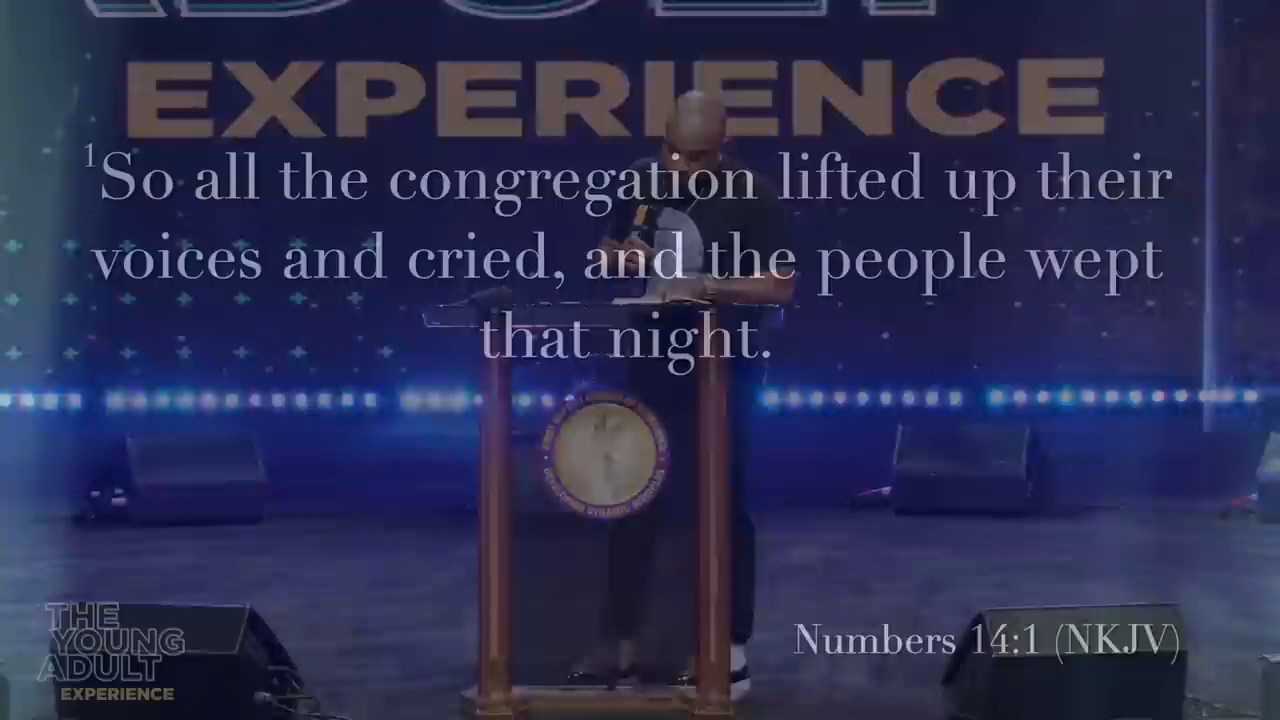 EXPERIENCE
¹So all the congregation lifted up their
voices and cried, and the people wept
that night.
Numbers 14:1 (NKJV)
THE
YOUNG
ADULT
EXPERIENCE